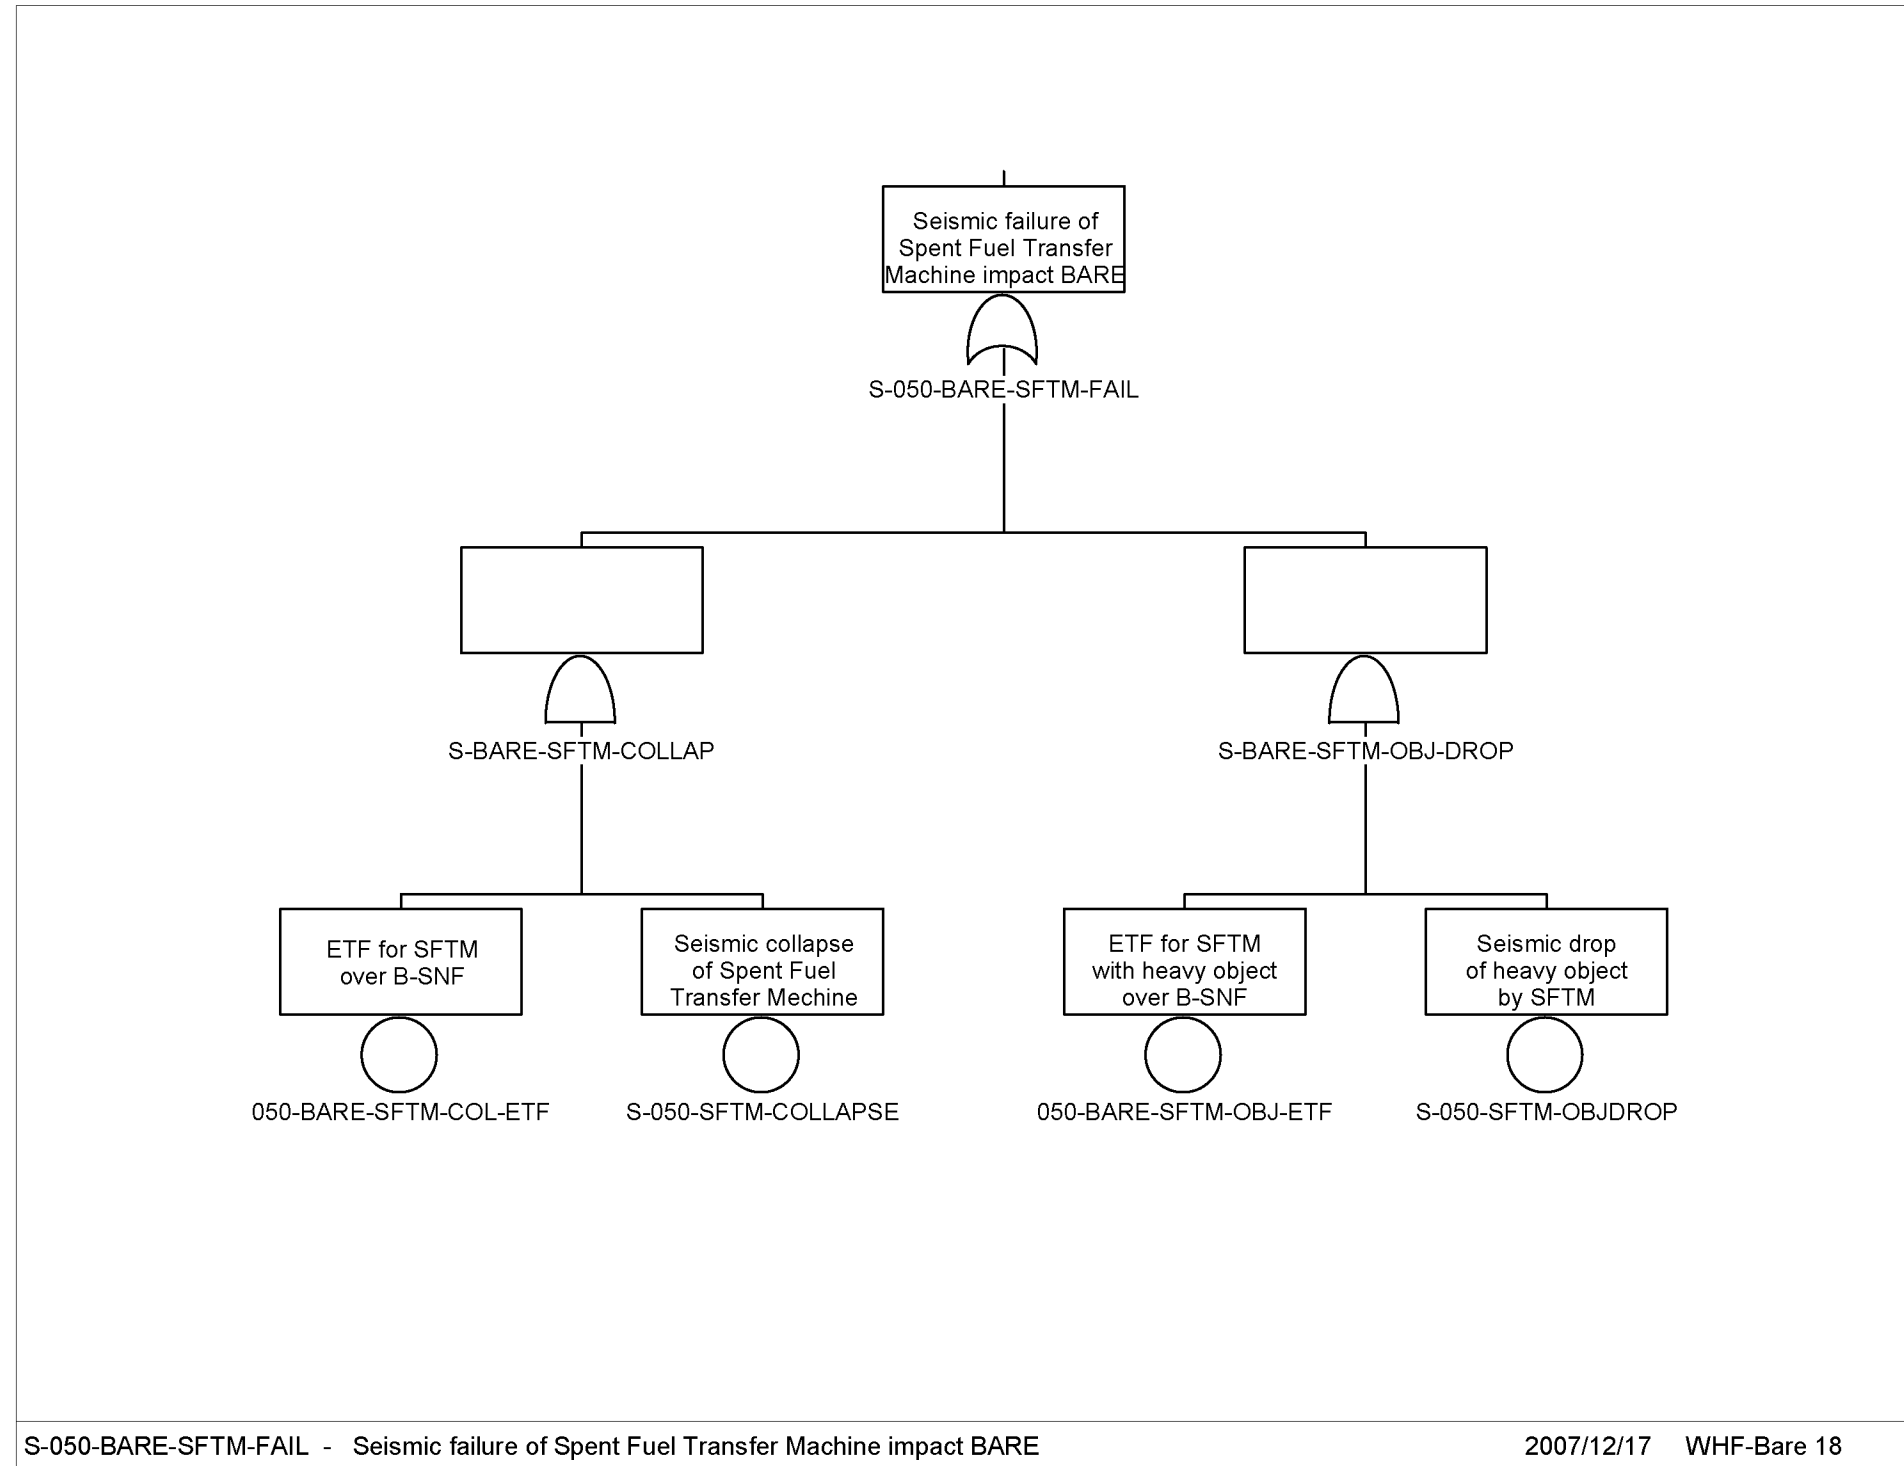 Seismic failure of
Spent Fuel Transfer
Machine impact BARE
S-050-BARE-SFTM-FAIL
S-BARE-SFTM-COLLAP
S-BARE-SFTM-OBJ-DROP
ETF for SFTM
over B-SNF
Seismic collapse
of Spent Fuel
Transfer Mechine
ETF for SFTM
with heavy object
over B-SNF
Seismic drop
of heavy object
by SFTM
050-BARE-SFTM-COL-ETF
S-050-SFTM-COLLAPSE
050-BARE-SFTM-OBJ-ETF
S-050-SFTM-OBJDROP
S-050-BARE-SFTM-FAIL - Seismic failure of Spent Fuel Transfer Machine impact BARE
2007/12/17 WHF-Bare 18